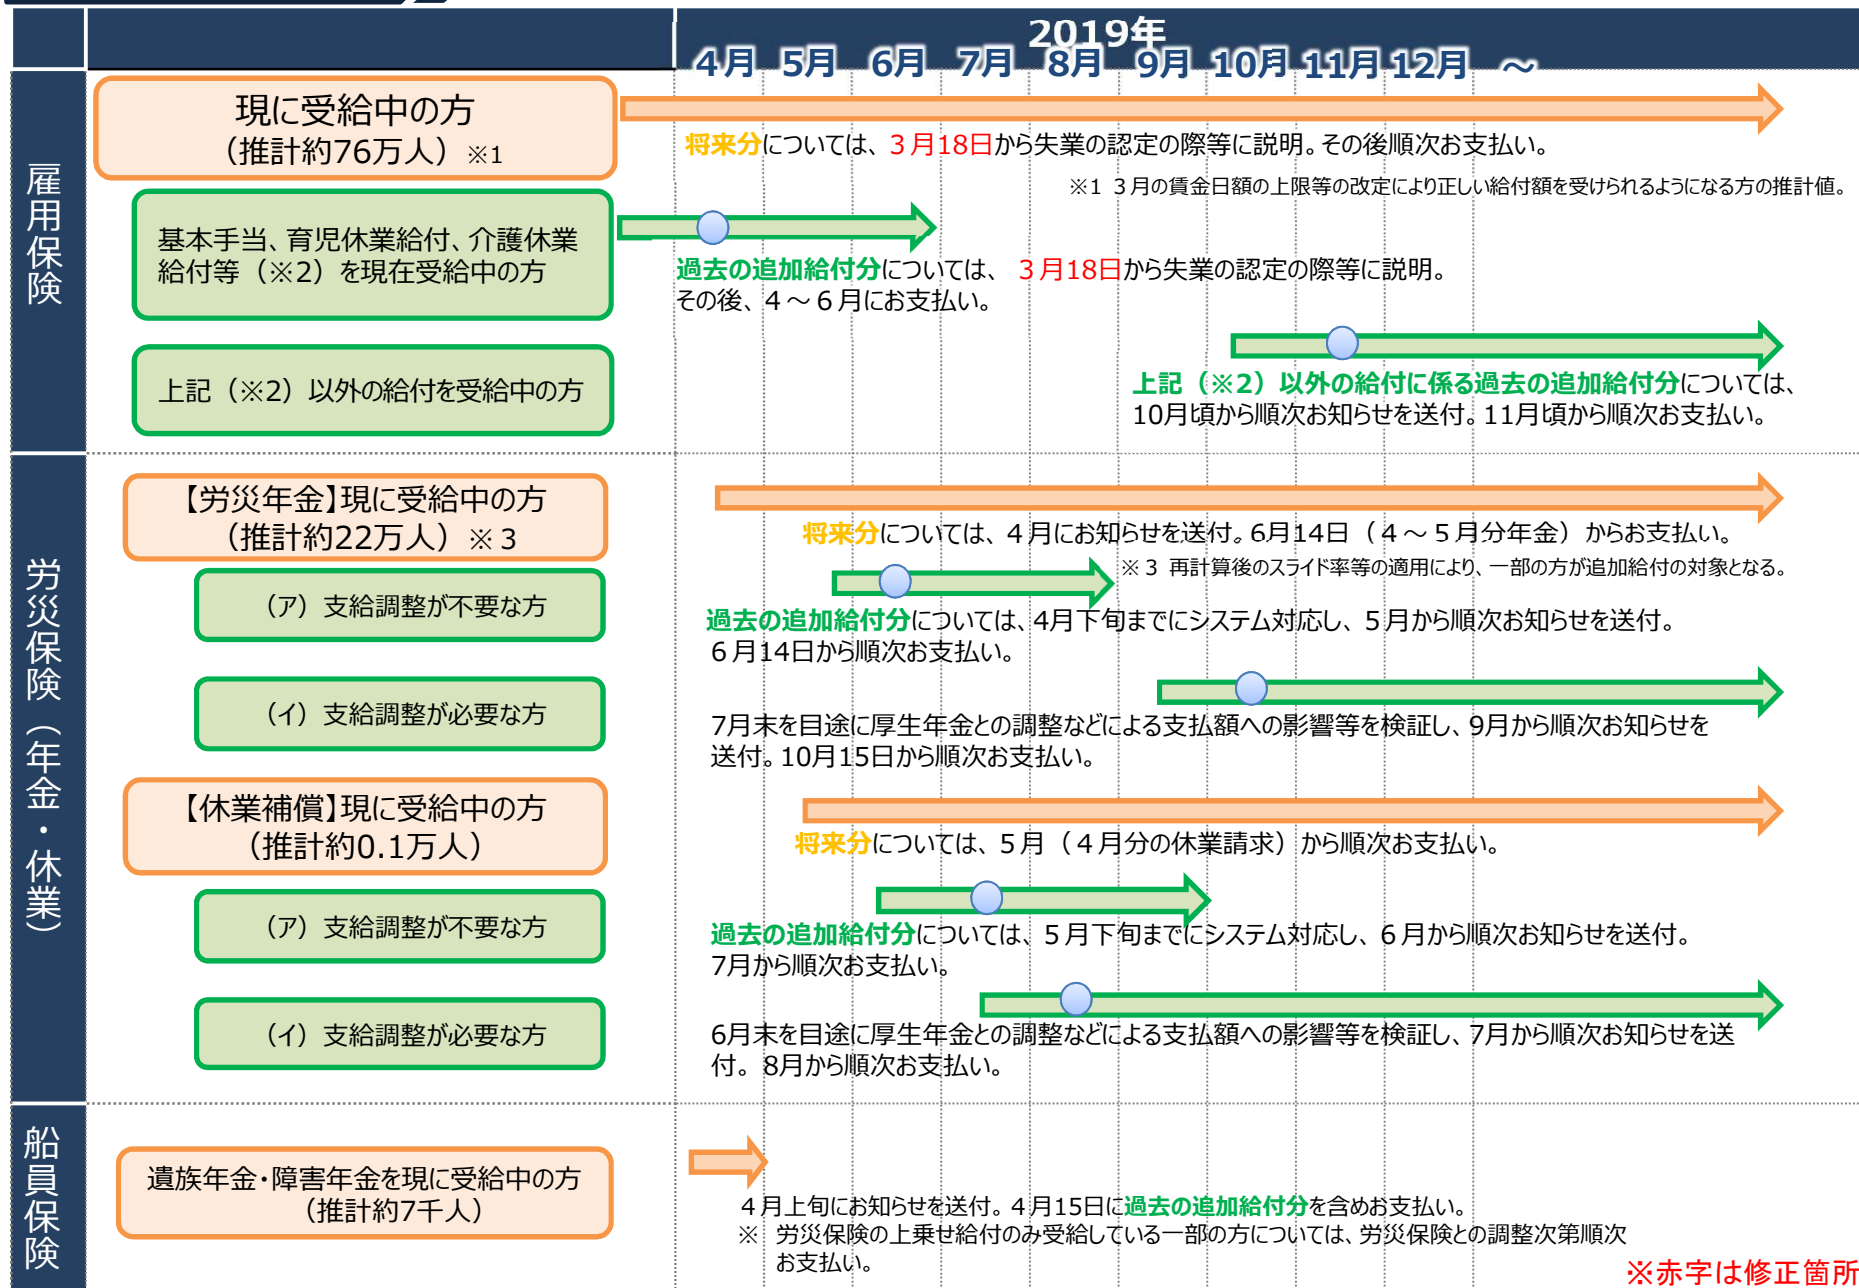 2019年
4月 5月 6月 7月 8月 9月 10月 11月 12月 ～
雇用保険
現に受給中の方
（推計約76万人）※1
将来分については、３月18日から失業の認定の際等に説明。その後順次お支払い。
※1 ３月の賃金日額の上限等の改定により正しい給付額を受けられるようになる方の推計値。
基本手当、育児休業給付、介護休業
給付等（※2）を現在受給中の方
過去の追加給付分については、３月18日から失業の認定の際等に説明。
その後、４～６月にお支払い。
上記（※2）以外の給付を受給中の方
上記（※2）以外の給付に係る過去の追加給付分については、
10月頃から順次お知らせを送付。11月頃から順次お支払い。
労災保険（年金・休業）
【労災年金】現に受給中の方
（推計約22万人）※３
将来分については、４月にお知らせを送付。6月14日（４～５月分年金）からお支払い。
※３ 再計算後のスライド率等の適用により、一部の方が追加給付の対象となる。
（ア）支給調整が不要な方
過去の追加給付分については、4月下旬までにシステム対応し、５月から順次お知らせを送付。
６月14日から順次お支払い。
（イ）支給調整が必要な方
7月末を目途に厚生年金との調整などによる支払額への影響等を検証し、9月から順次お知らせを
送付。10月15日から順次お支払い。
【休業補償】現に受給中の方
（推計約0.1万人）
将来分については、５月（４月分の休業請求）から順次お支払い。
（ア）支給調整が不要な方
過去の追加給付分については、５月下旬までにシステム対応し、６月から順次お知らせを送付。
7月から順次お支払い。
（イ）支給調整が必要な方
6月末を目途に厚生年金との調整などによる支払額への影響等を検証し、7月から順次お知らせを送
付。8月から順次お支払い。
船員保険
遺族年金・障害年金を現に受給中の方
（推計約7千人）
４月上旬にお知らせを送付。４月15日に過去の追加給付分を含めお支払い。
※ 労災保険の上乗せ給付のみ受給している一部の方については、労災保険との調整次第順次
お支払い。
※赤字は修正箇所